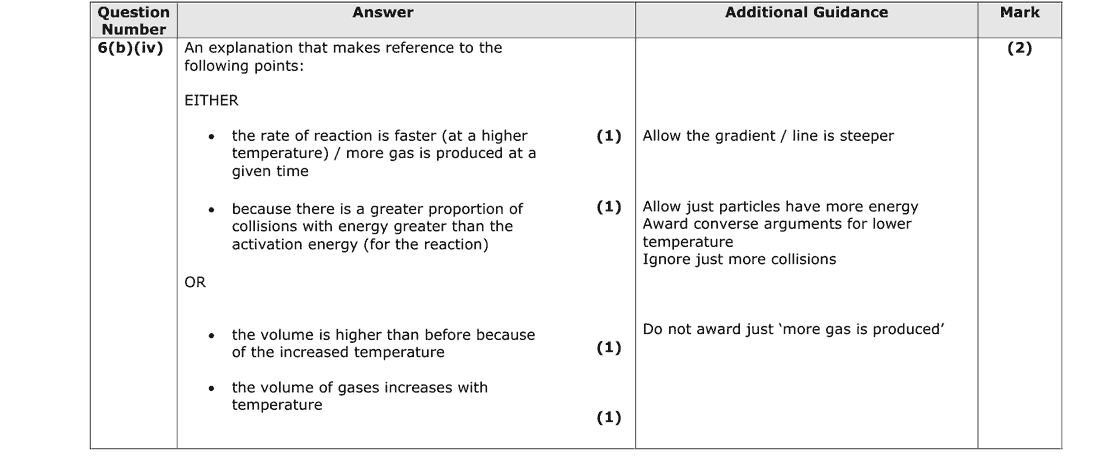 Question Number
Answer
Additional Guidance
Mark
6(b)(iv)
An explanation that makes reference to the
following points:
(2)
EITHER
• the rate of reaction is faster (at a higher
temperature) / more gas is produced at a
given time
(1)
Allow the gradient / line is steeper
• because there is a greater proportion of
collisions with energy greater than the
activation energy (for the reaction)
(1)
Allow just particles have more energy
Award converse arguments for lower
temperature
Ignore just more collisions
OR
• the volume is higher than before because
of the increased temperature
(1)
Do not award just ‘more gas is produced’
• the volume of gases increases with
temperature
(1)